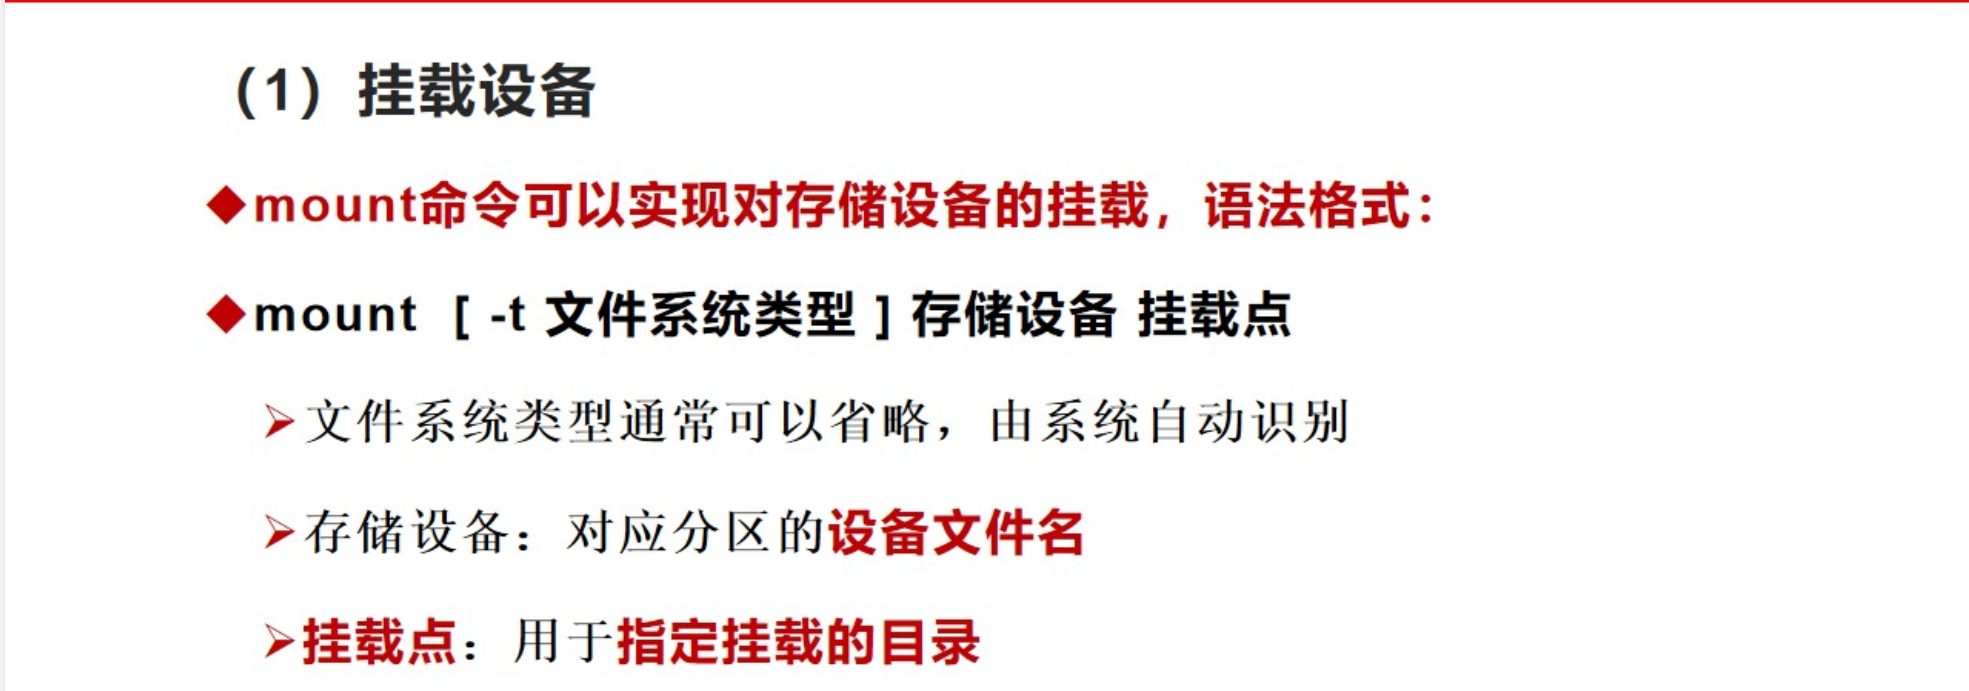 （1）挂载设备
◆mount命令可以实现对存储设备的挂载，语法格式：
◆mount [ -t 文件系统类型 ] 存储设备 挂载点
➢文件系统类型通常可以省略，由系统自动识别
➢存储设备：对应分区的设备文件名
➢挂载点：用于指定挂载的目录